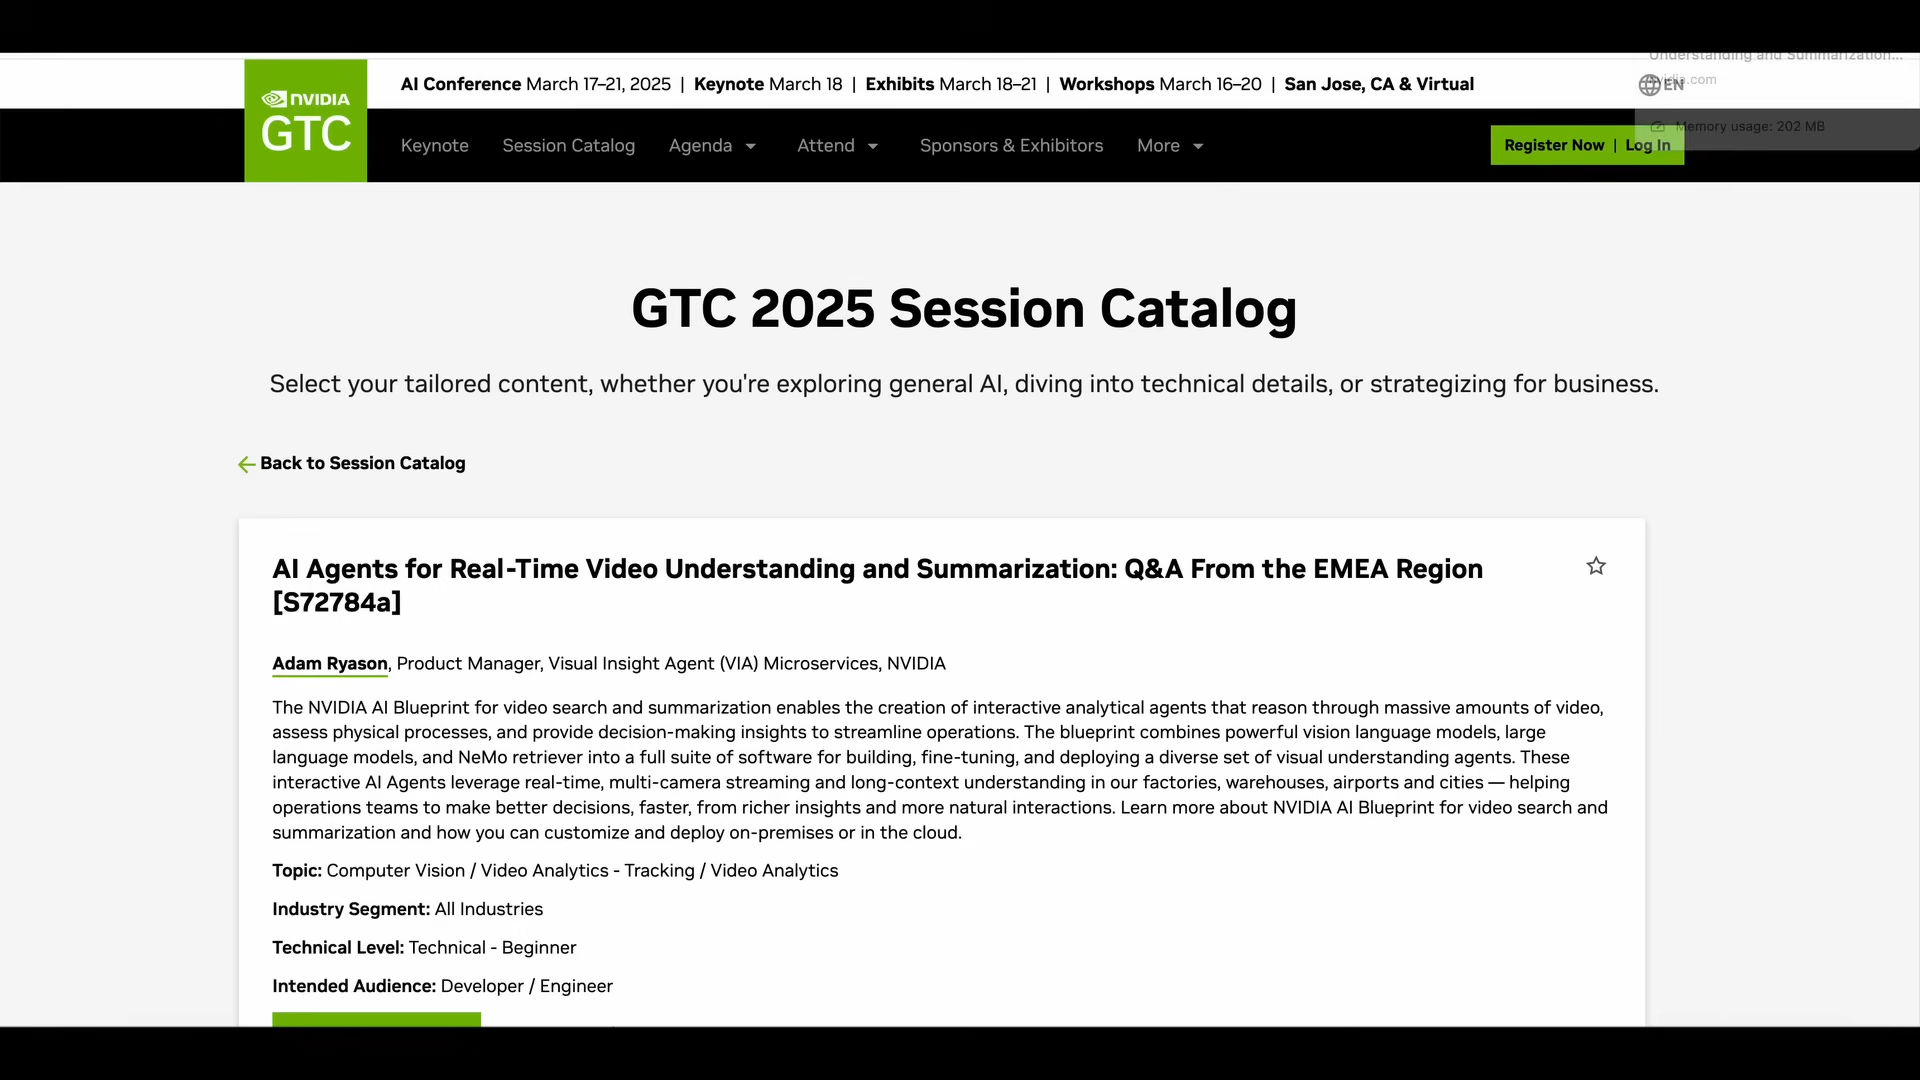 Understanding and Summarization...
AI Conference March 17–21, 2025 | Keynote March 18 | Exhibits March 18–21 | Workshops March 16–20 | San Jose, CA & Virtual
EN
NVIDIA
GTC
Keynote
Session Catalog
Agenda
Attend
Sponsors & Exhibitors
More
Memory usage: 202 MB
Register Now | Log In
GTC 2025 Session Catalog
Select your tailored content, whether you're exploring general AI, diving into technical details, or strategizing for business.
Back to Session Catalog
AI Agents for Real-Time Video Understanding and Summarization: Q&A From the EMEA Region
[S72784a]
Adam Ryason, Product Manager, Visual Insight Agent (VIA) Microservices, NVIDIA
The NVIDIA AI Blueprint for video search and summarization enables the creation of interactive analytical agents that reason through massive amounts of video,
assess physical processes, and provide decision-making insights to streamline operations. The blueprint combines powerful vision language models, large
language models, and NeMo retriever into a full suite of software for building, fine-tuning, and deploying a diverse set of visual understanding agents. These
interactive AI Agents leverage real-time, multi-camera streaming and long-context understanding in our factories, warehouses, airports and cities — helping
operations teams to make better decisions, faster, from richer insights and more natural interactions. Learn more about NVIDIA AI Blueprint for video search and
summarization and how you can customize and deploy on-premises or in the cloud.
Topic: Computer Vision / Video Analytics - Tracking / Video Analytics
Industry Segment: All Industries
Technical Level: Technical - Beginner
Intended Audience: Developer / Engineer